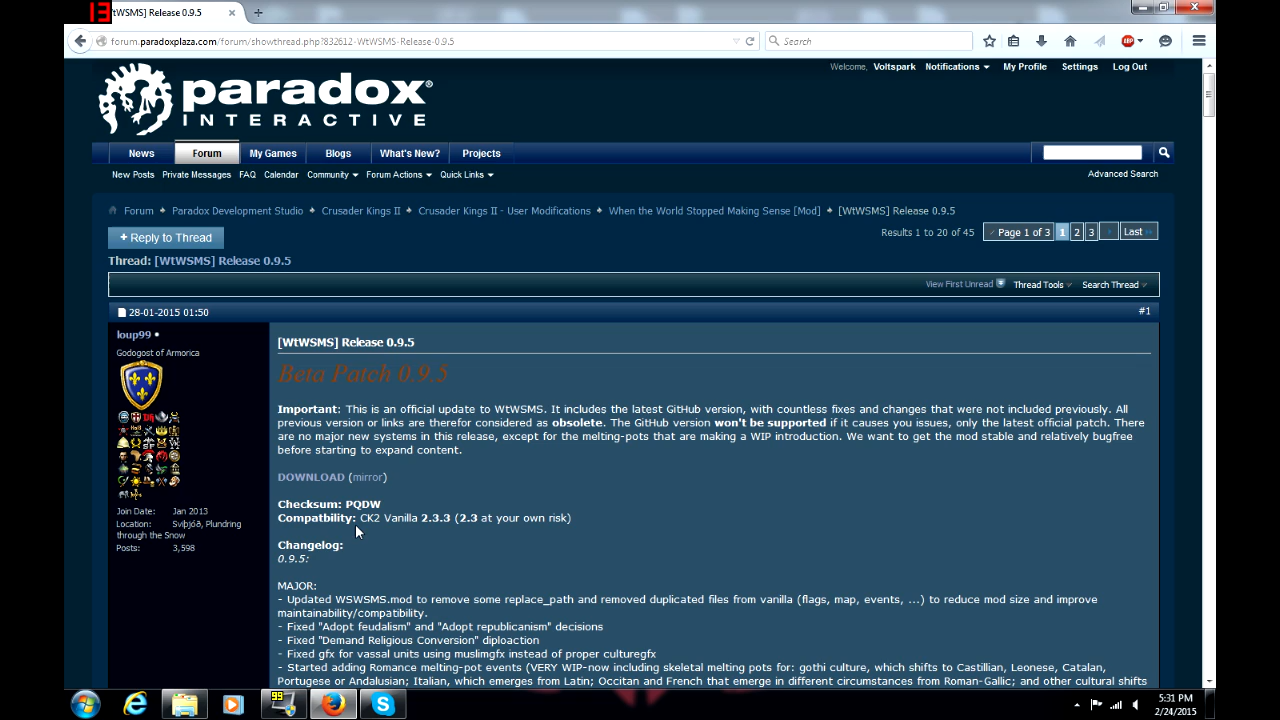 13
[WtWSMS] Release 0.9.5
forum.paradoxplaza.com/forum/showthread.php?832612-WtWSMS-Release-0.9.5
Search
ABP
Welcome, Voltspark Notifications My Profile Settings Log Out
paradox
INTERACTIVE
News Forum My Games Blogs What's New? Projects
New Posts Private Messages FAQ Calendar Community Forum Actions Quick Links Advanced Search
Forum Paradox Development Studio Crusader Kings II Crusader Kings II - User Modifications When the World Stopped Making Sense [Mod] [WtWSMS] Release 0.9.5
+ Reply to Thread
Results 1 to 20 of 45 Page 1 of 3 1 2 3 Last
Thread: [WtWSMS] Release 0.9.5
View First Unread Thread Tools Search Thread
28-01-2015 01:50 #1
loup99
Godogost of Armorica
Join Date: Jan 2013
Location: Sviþjóð, Plundring
through the Snow
Posts: 3,598
[WtWSMS] Release 0.9.5
Beta Patch 0.9.5
Important: This is an official update to WtWSMS. It includes the latest GitHub version, with countless fixes and changes that were not included previously. All
previous version or links are therefor considered as obsolete. The GitHub version won't be supported if it causes you issues, only the latest official patch. There
are no major new systems in this release, except for the melting-pots that are making a WIP introduction. We want to get the mod stable and relatively bugfree
before starting to expand content.
DOWNLOAD (mirror)
Checksum: PQDW
Compatbility: CK2 Vanilla 2.3.3 (2.3 at your own risk)
Changelog:
0.9.5:
MAJOR:
- Updated WSWSMS.mod to remove some replace_path and removed duplicated files from vanilla (flags, map, events, ...) to reduce mod size and improve
maintainability/compatibility.
- Fixed "Adopt feudalism" and "Adopt republicanism" decisions
- Fixed "Demand Religious Conversion" diploaction
- Fixed gfx for vassal units using muslimgfx instead of proper culturegfx
- Started adding Romance melting-pot events (VERY WIP-now including skeletal melting pots for: gothi culture, which shifts to Castillian, Leonese, Catalan,
Portugese or Andalusian; Italian, which emerges from Latin; Occitan and French that emerge in different circumstances from Roman-Gallic; and other cultural shifts
99
5:31 PM
2/24/2015